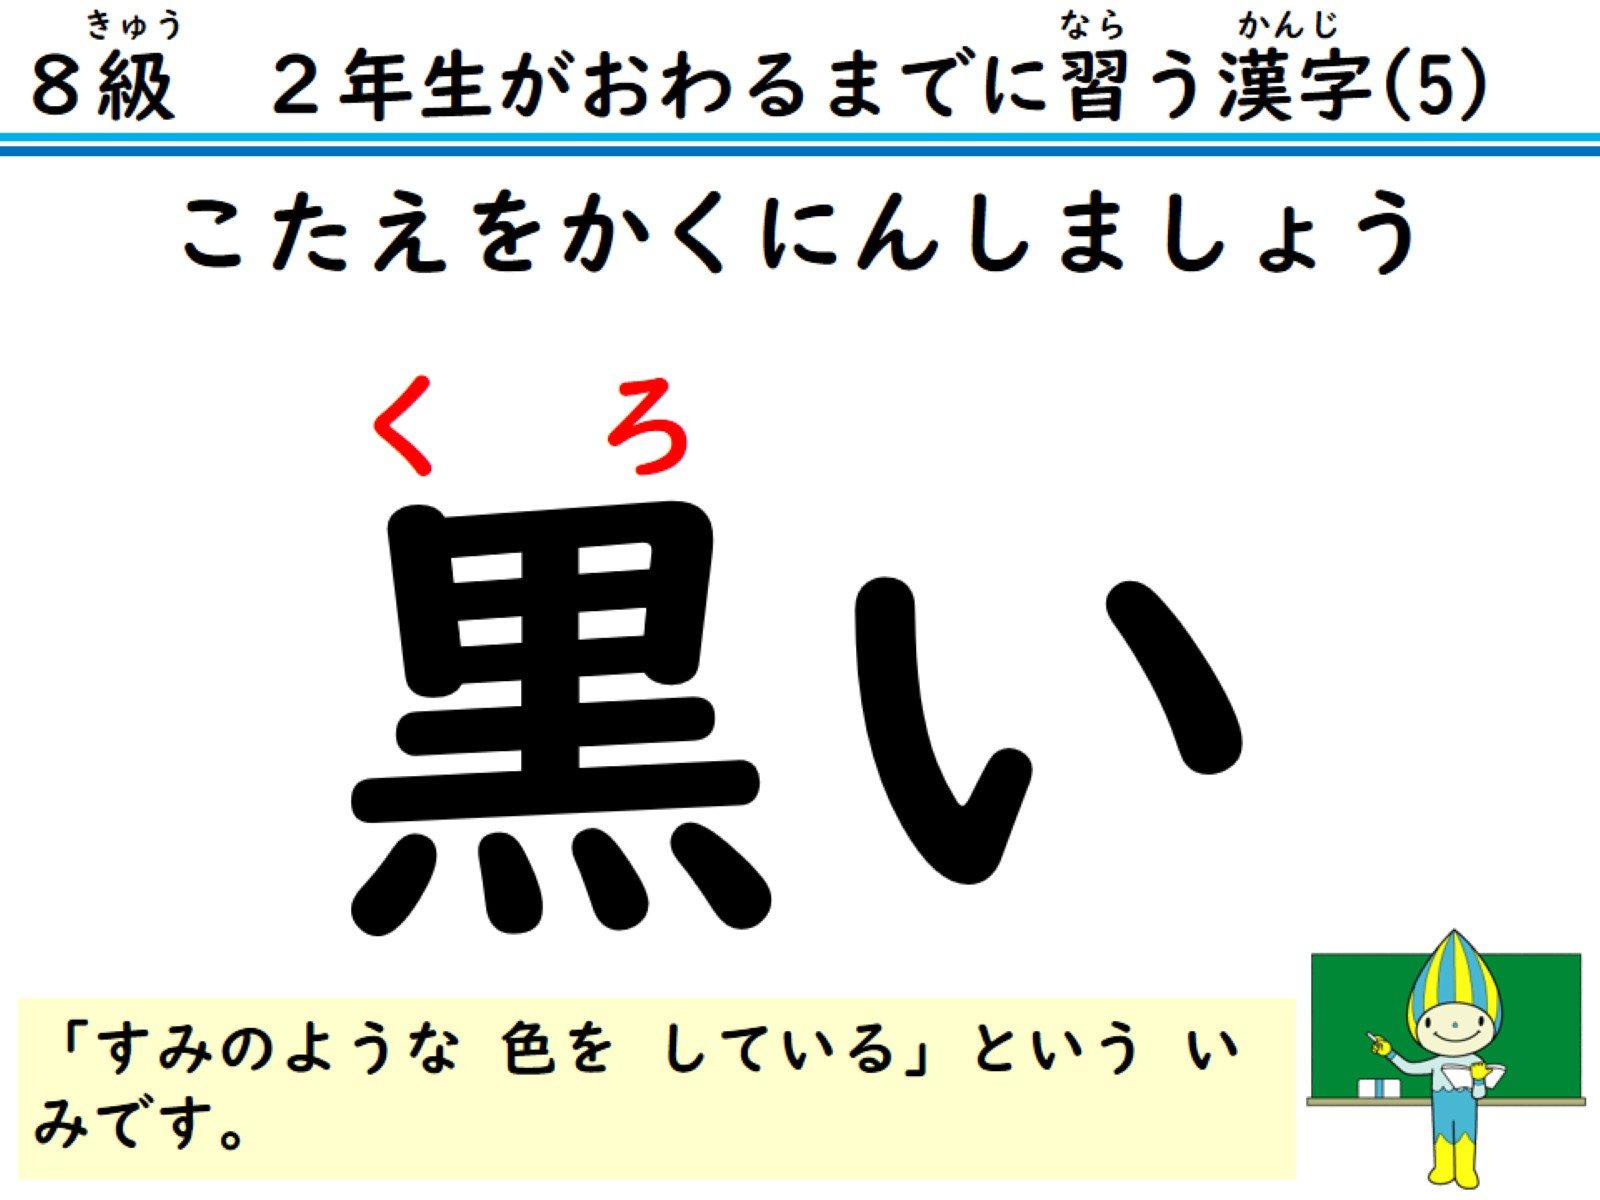 きゅう なら かんじ
８級　２年生がおわるまでに習う漢字(5)
こたえをかくにんしましょう
くろ
黒い
「すみのような 色を している」という い
みです。